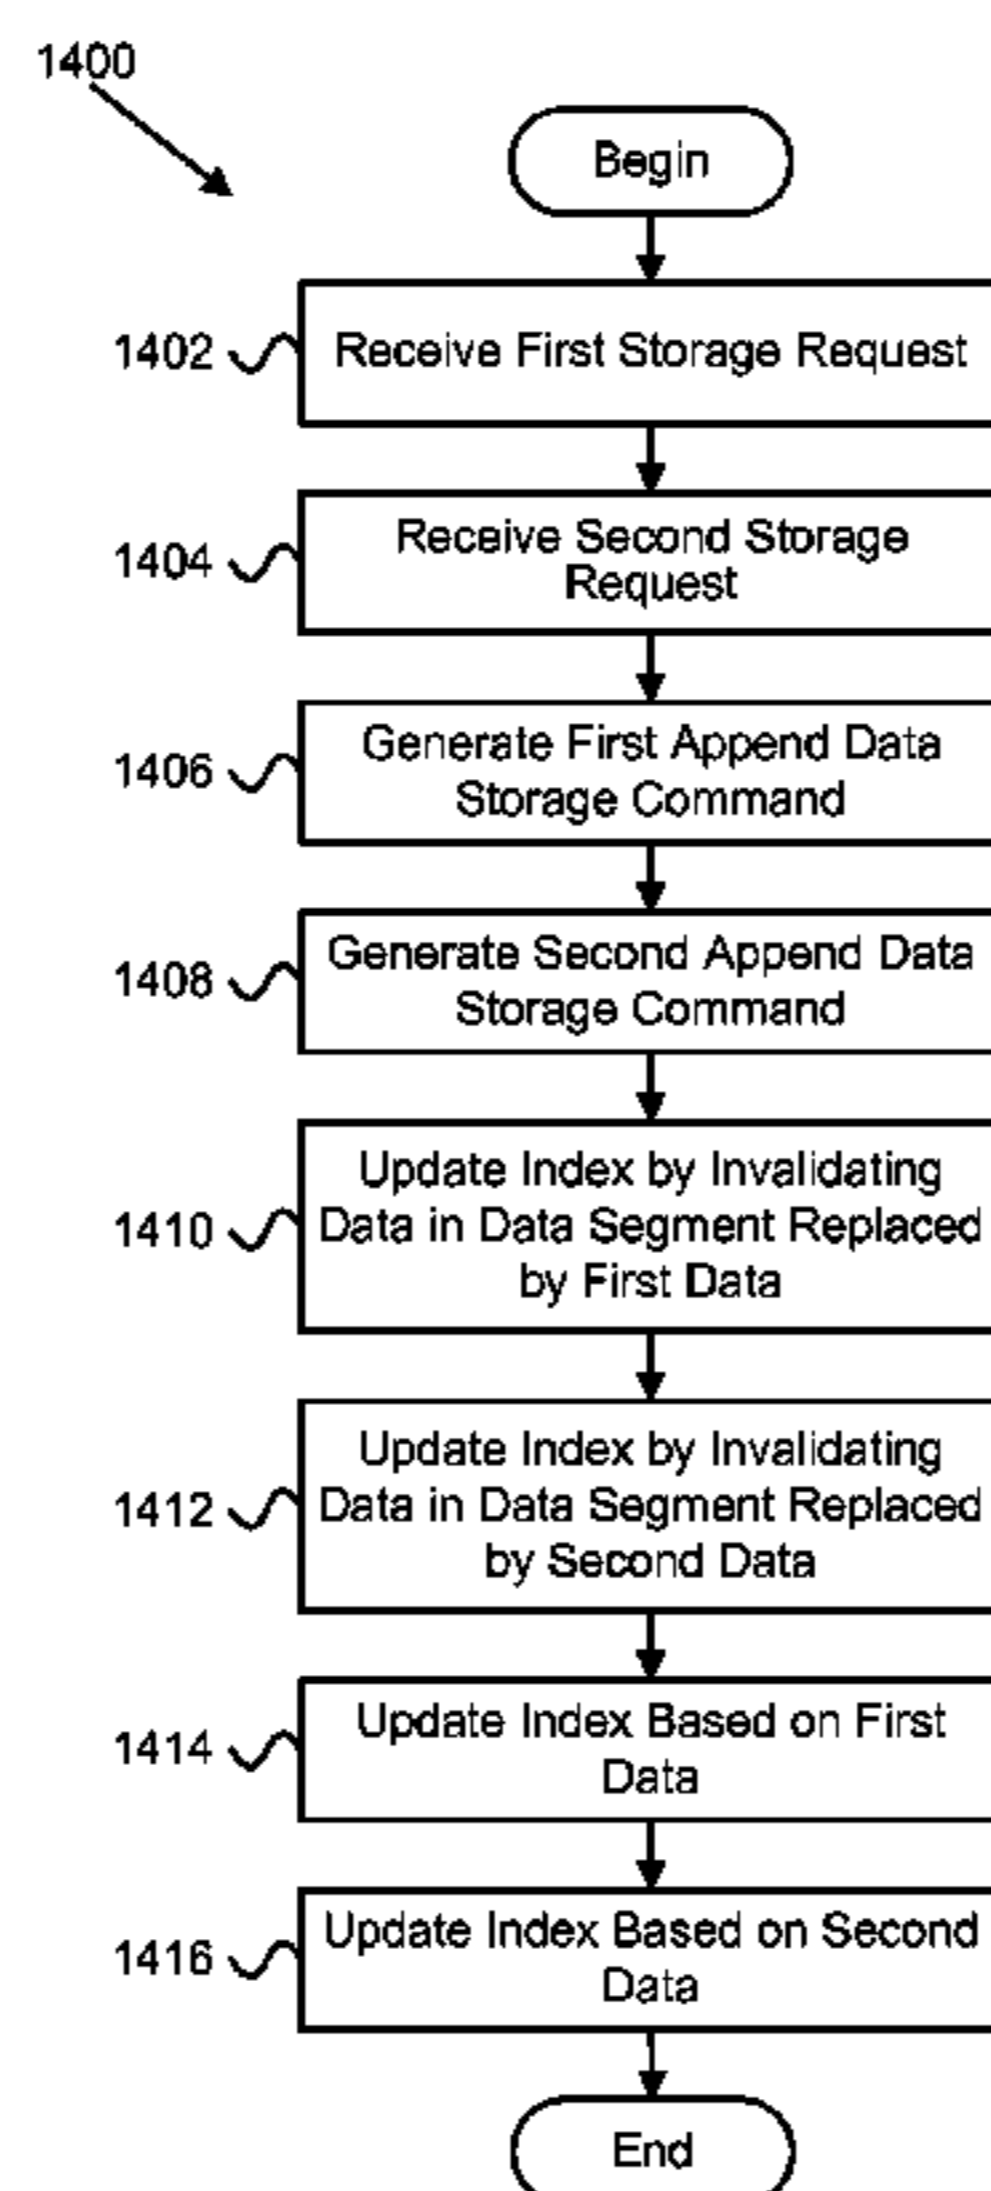 1400
Begin
1402
Receive First Storage Request
1404
Receive Second Storage
Request
1406
Generate First Append Data
Storage Command
1408
Generate Second Append Data
Storage Command
1410
Update Index by Invalidating
Data in Data Segment Replaced
by First Data
1412
Update Index by Invalidating
Data in Data Segment Replaced
by Second Data
1414
Update Index Based on First
Data
1416
Update Index Based on Second
Data
End